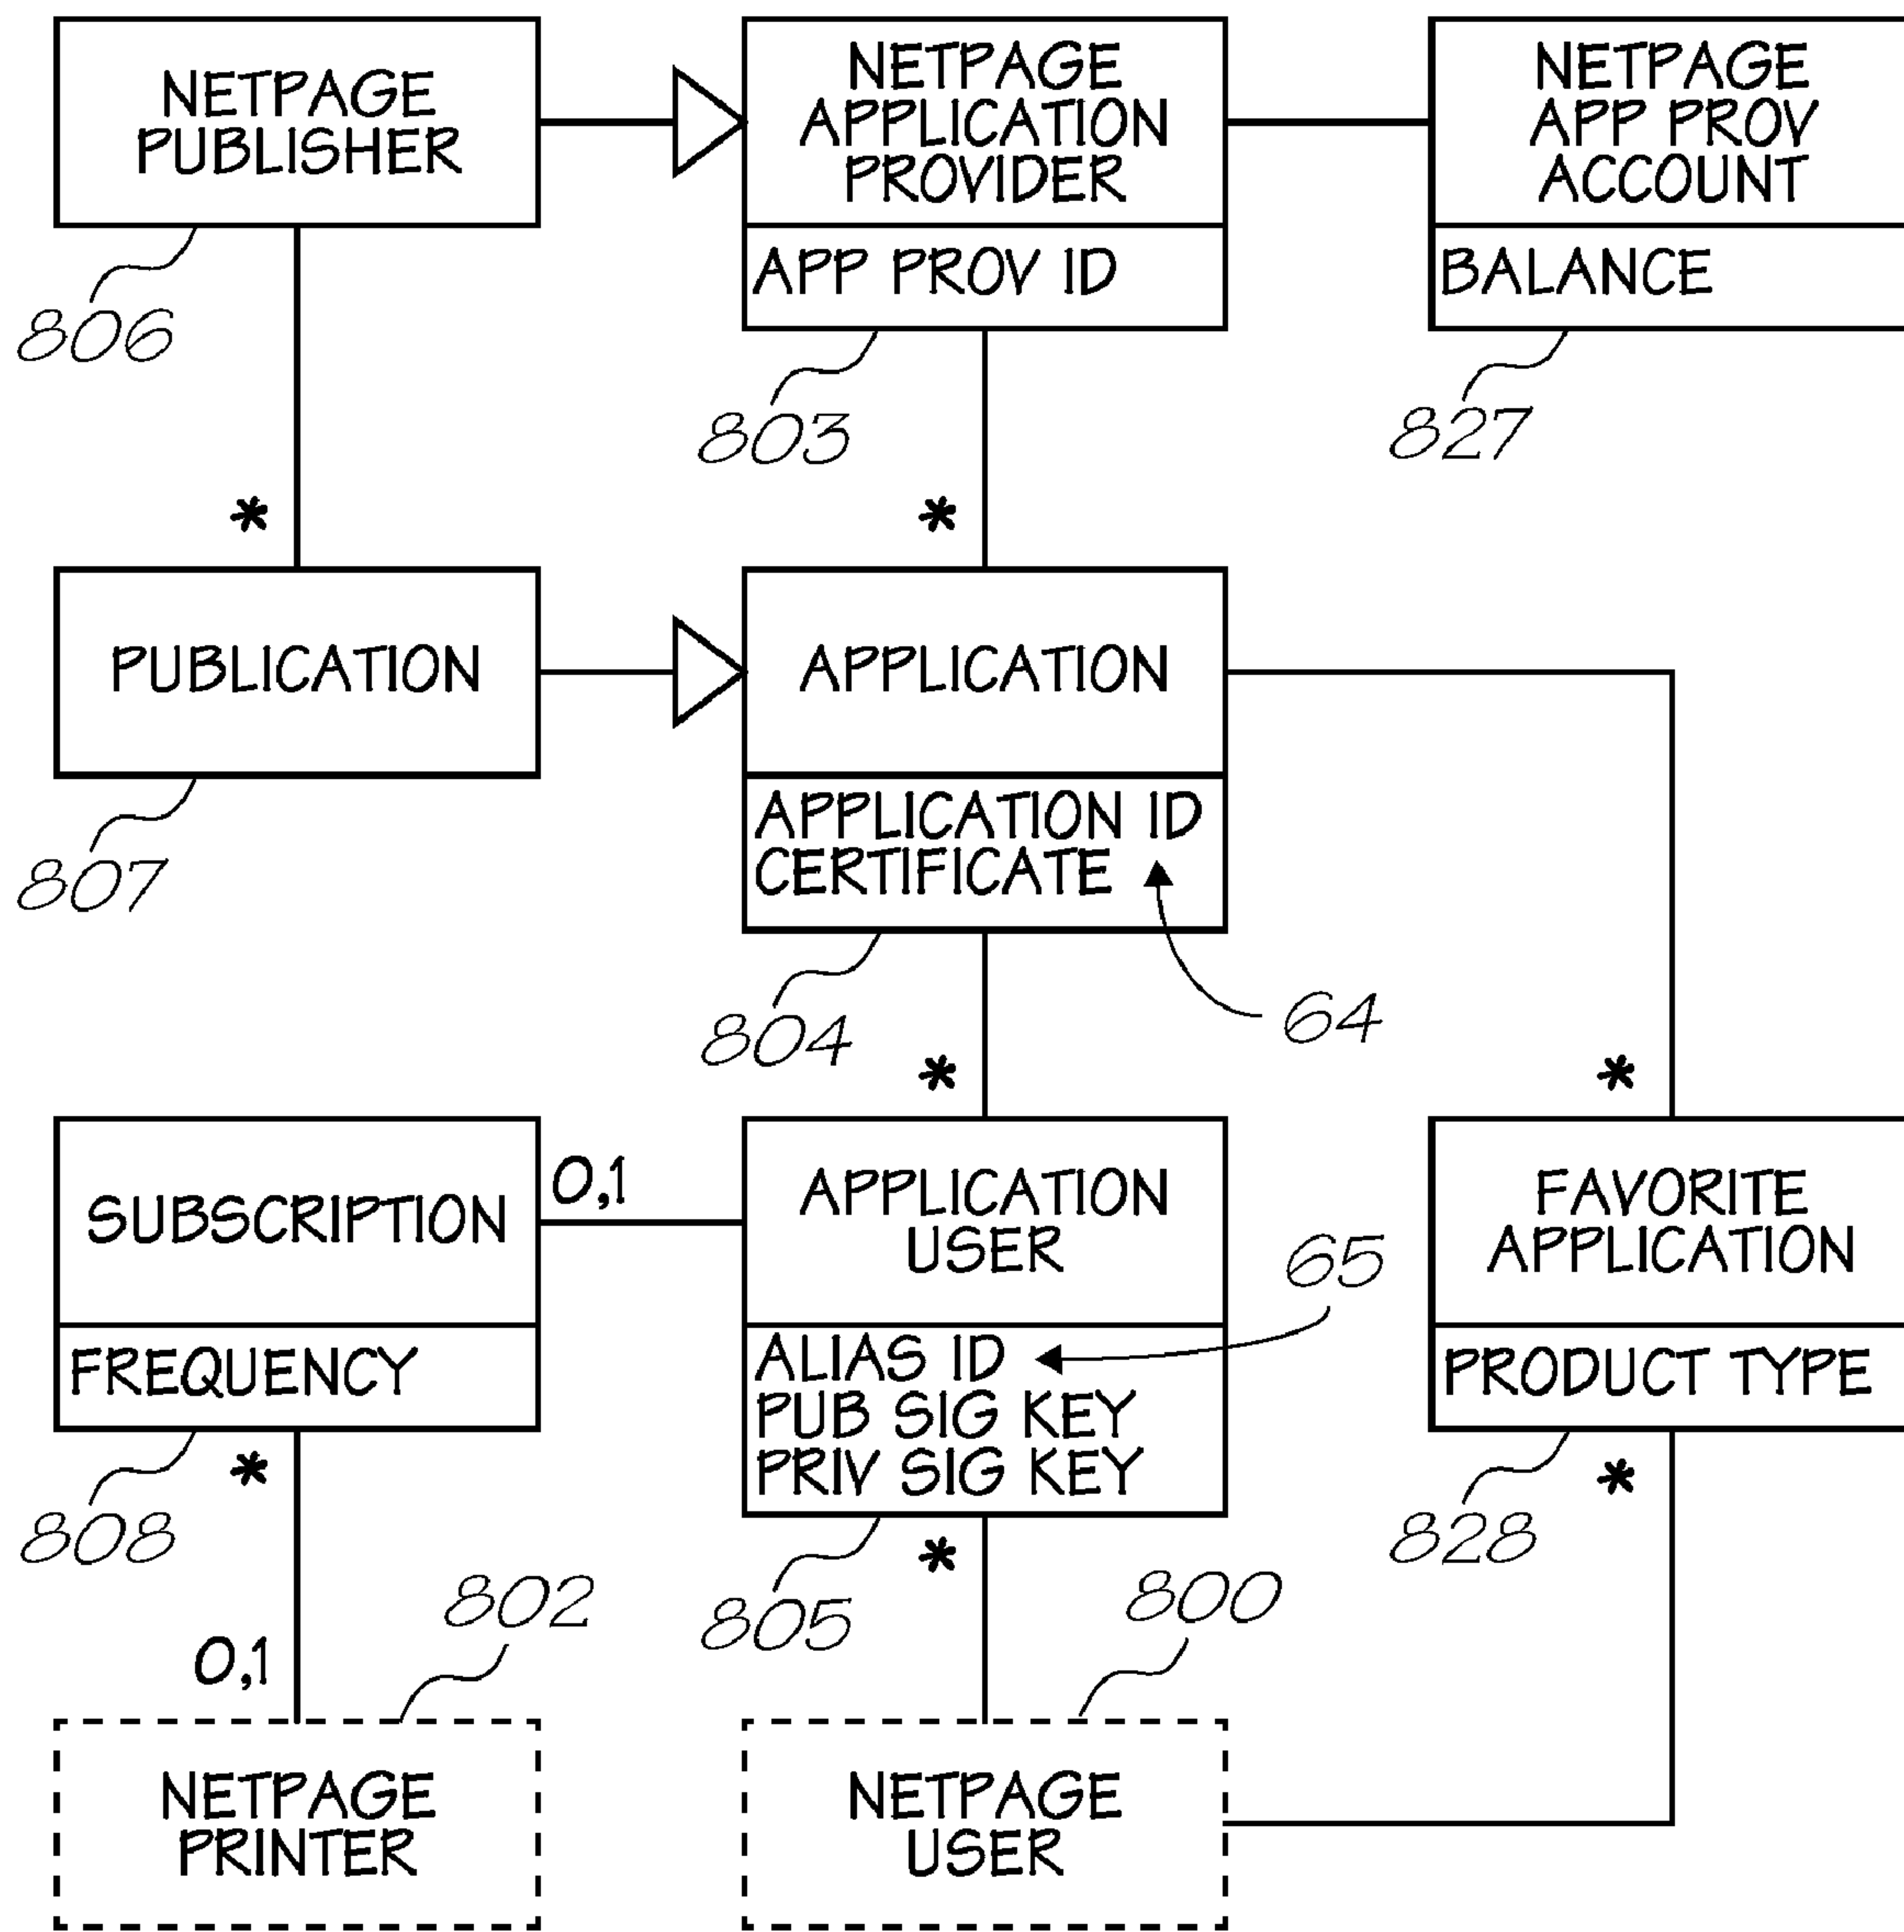 NETPAGE
PUBLISHER
NETPAGE
APPLICATION
PROVIDER
APP PROV ID
NETPAGE
APP PROV
ACCOUNT
BALANCE
806
803
827
*
*
PUBLICATION
APPLICATION
APPLICATION ID
CERTIFICATE
807
804
64
*
*
SUBSCRIPTION
FREQUENCY
0,1
APPLICATION
USER
ALIAS ID
PUB SIG KEY
PRIV SIG KEY
65
FAVORITE
APPLICATION
PRODUCT TYPE
808
*
805
*
828
*
802
800
0,1
NETPAGE
PRINTER
NETPAGE
USER